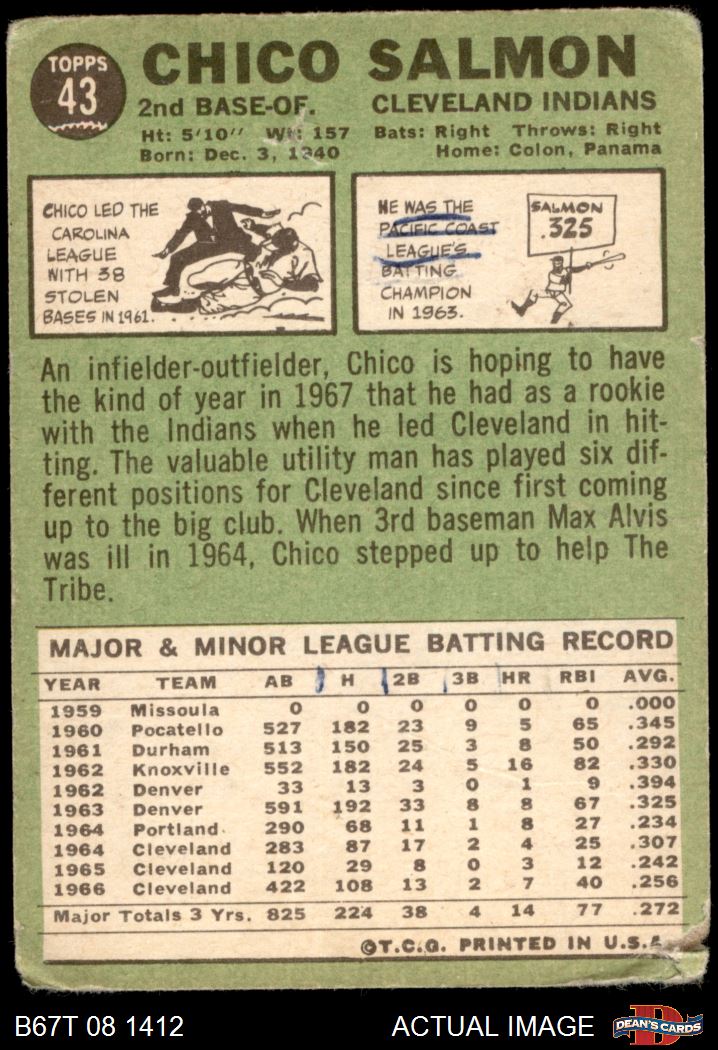 TOPPS
43
CHICO SALMON
2nd BASE-OF. CLEVELAND INDIANS
Ht: 5'10" Wt: 157 Bats: Right Throws: Right
Born: Dec. 3, 1940 Home: Colon, Panama
CHICO LED THE
CAROLINA
LEAGUE
WITH 38
STOLEN
BASES IN 1961.
HE WAS THE
PACIFIC COAST
LEAGUE'S
BATTING
CHAMPION
IN 1963.
SALMON
.325
An infielder-outfielder, Chico is hoping to have
the kind of year in 1967 that he had as a rookie
with the Indians when he led Cleveland in hit-
ting. The valuable utility man has played six dif-
ferent positions for Cleveland since first coming
up to the big club. When 3rd baseman Max Alvis
was ill in 1964, Chico stepped up to help The
Tribe.
MAJOR & MINOR LEAGUE BATTING RECORD
YEAR TEAM AB H 2B 3B HR RBI AVG.
1959 Missoula 0 0 0 0 0 0 .000
1960 Pocatello 527 182 23 9 5 65 .345
1961 Durham 513 150 25 3 8 50 .292
1962 Knoxville 552 182 24 5 16 82 .330
1962 Denver 33 13 3 0 1 9 .394
1963 Denver 591 192 33 8 8 67 .325
1964 Portland 290 68 11 1 8 27 .234
1964 Cleveland 283 87 17 2 4 25 .307
1965 Cleveland 120 29 8 0 3 12 .242
1966 Cleveland 422 108 13 2 7 40 .256
Major Totals 3 Yrs. 825 224 38 4 14 77 .272
©T.C.G. PRINTED IN U.S.A.
B67T 08 1412 ACTUAL IMAGE D DEAN'S CARDS